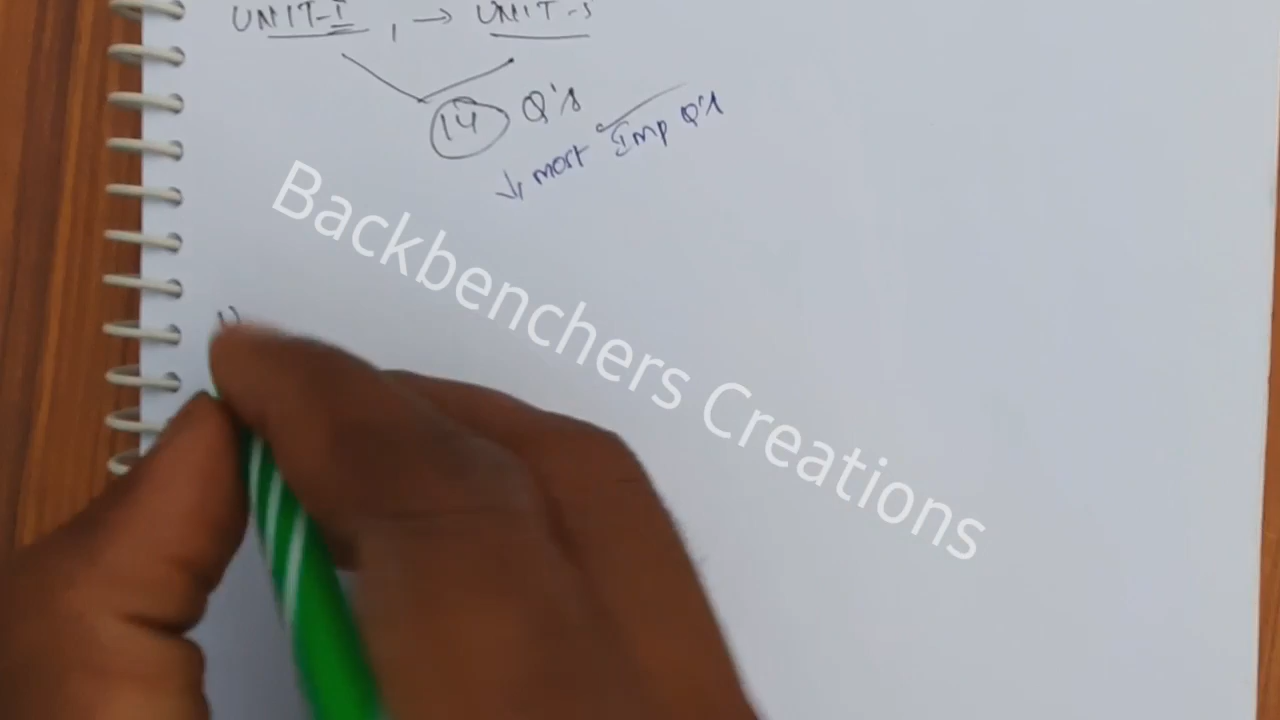 UNIT-I , → UNIT-5
14 Q's
↓ most Imp Q's
Backbenchers Creations
U